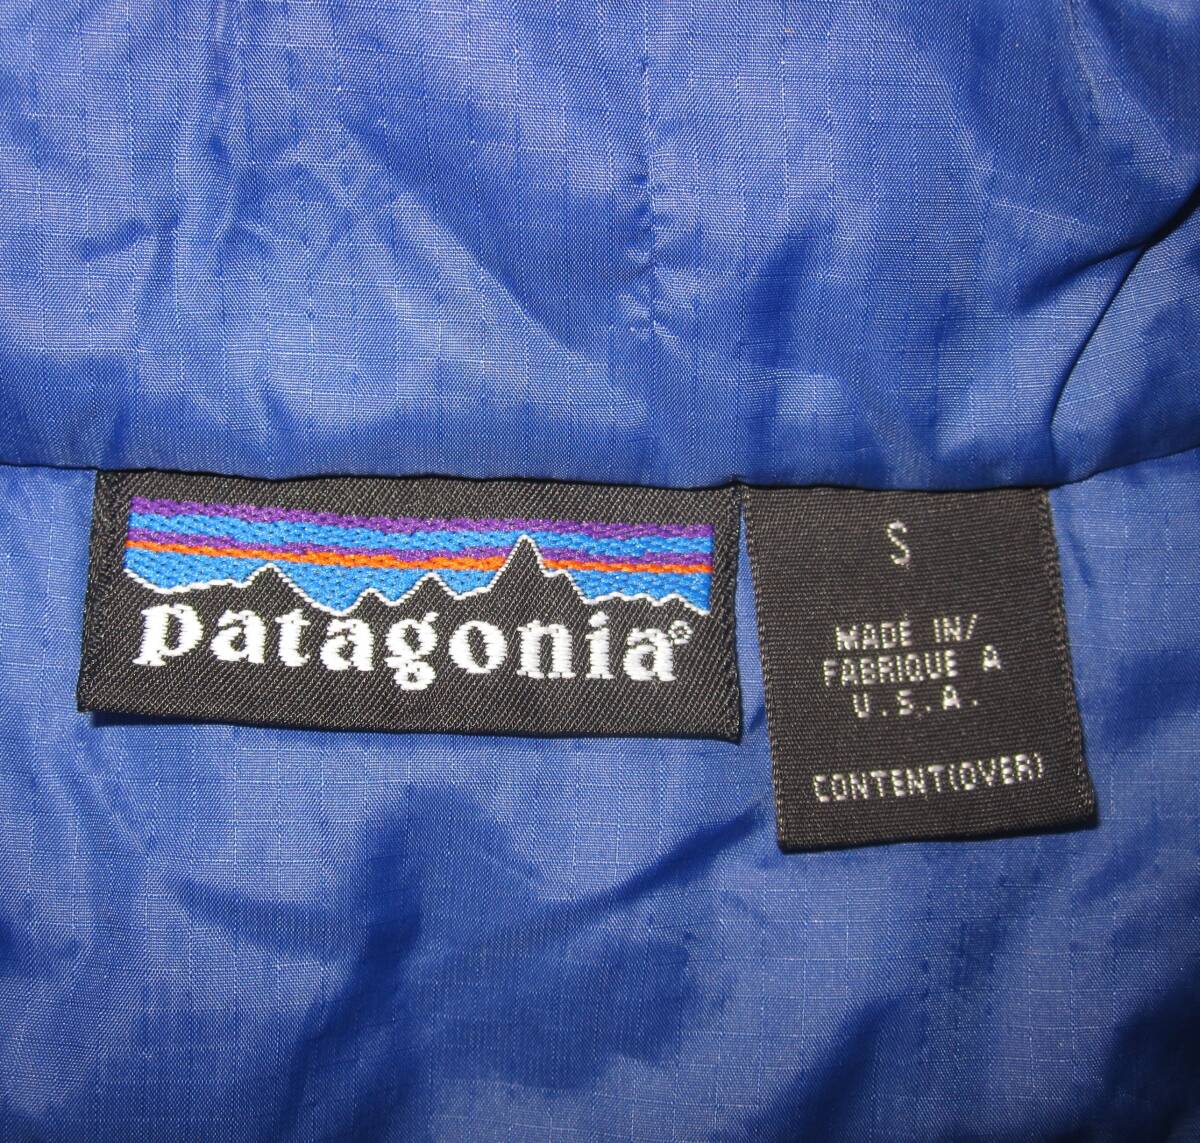 patagonia®
S
MADE IN/
FABRIQUE A
U.S.A.
CONTENT(OVER)